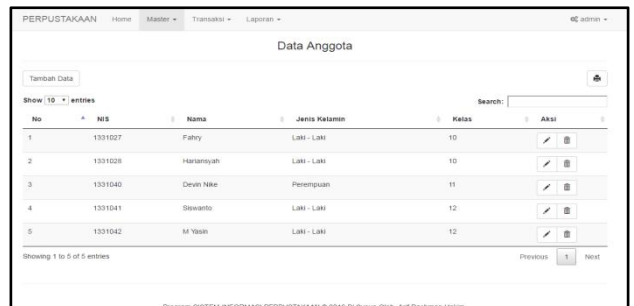 PERPUSTAKAAN Home Master Transaksi Laporan admin
Data Anggota
Tambah Data
Show 10 entries Search:
No NIS Nama Jenis Kelamin Kelas Aksi
1 1331027 Fahry Laki - Laki 10
2 1331028 Hariansyah Laki - Laki 10
3 1331040 Devin Nike Perempuan 11
4 1331041 Siswanto Laki - Laki 12
5 1331042 M Yasin Laki - Laki 12
Showing 1 to 5 of 5 entries Previous 1 Next